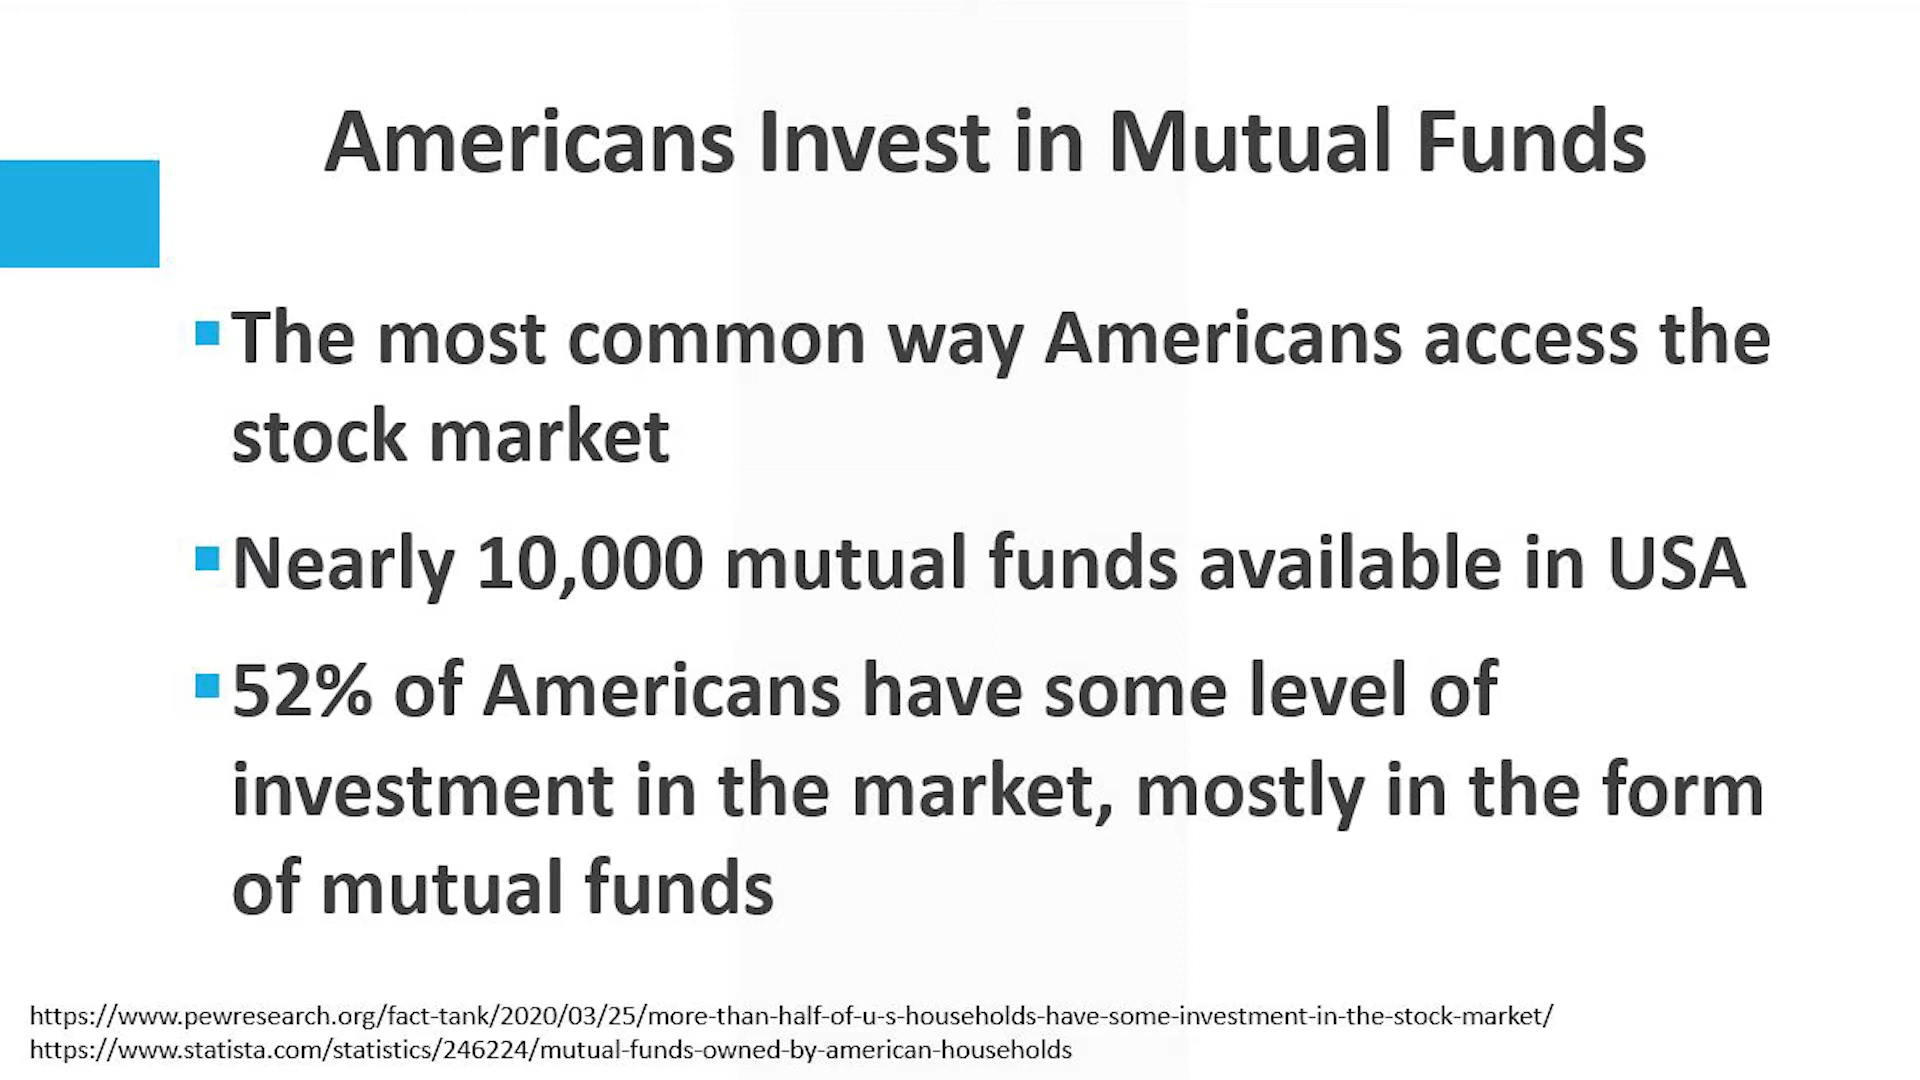 Americans Invest in Mutual Funds
The most common way Americans access the
stock market
Nearly 10,000 mutual funds available in USA
52% of Americans have some level of
investment in the market, mostly in the form
of mutual funds
https://www.pewresearch.org/fact-tank/2020/03/25/more-than-half-of-u-s-households-have-some-investment-in-the-stock-market/
https://www.statista.com/statistics/246224/mutual-funds-owned-by-american-households